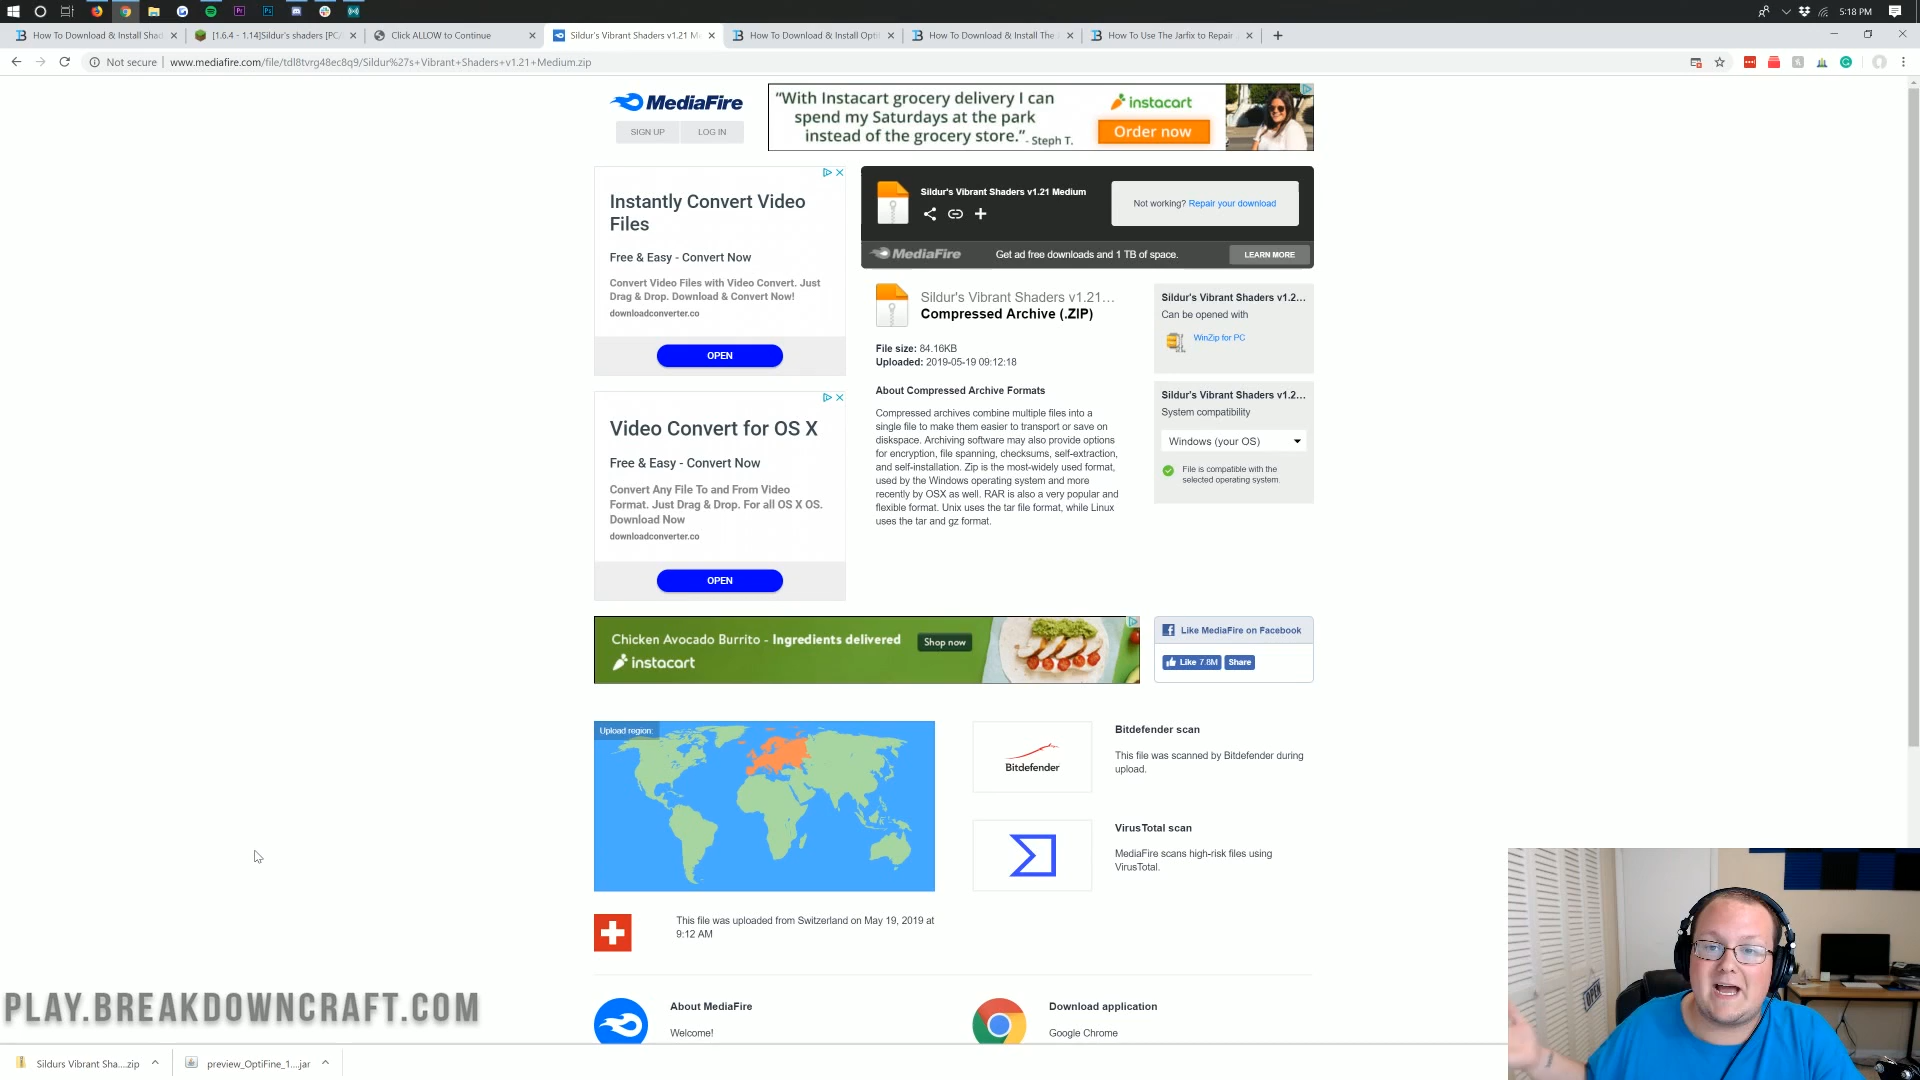 5:18 PM
How To Download & Install Shad
[1.6.4 - 1.14]Sildur's shaders [PC/
Click ALLOW to Continue
Sildur's Vibrant Shaders v1.21 M
How To Download & Install Opti
How To Download & Install The
How To Use The Jarfix to Repair
Not secure | www.mediafire.com/file/tdl8tvrg48ec8q9/Sildur%27s+Vibrant+Shaders+v1.21+Medium.zip
MediaFire
SIGN UP
LOG IN
“With Instacart grocery delivery I can
spend my Saturdays at the park
instead of the grocery store.” - Steph T.
instacart
Order now
Instantly Convert Video
Files
Free & Easy - Convert Now
Convert Video Files with Video Convert. Just
Drag & Drop. Download & Convert Now!
downloadconverter.co
OPEN
Sildur's Vibrant Shaders v1.21 Medium
Not working? Repair your download
MediaFire
Get ad free downloads and 1 TB of space.
LEARN MORE
Sildur's Vibrant Shaders v1.21...
Compressed Archive (.ZIP)
File size: 84.16KB
Uploaded: 2019-05-19 09:12:18
About Compressed Archive Formats
Compressed archives combine multiple files into a
single file to make them easier to transport or save on
diskspace. Archiving software may also provide options
for encryption, file spanning, checksums, self-extraction,
and self-installation. Zip is the most-widely used format,
used by the Windows operating system and more
recently by OSX as well. RAR is also a very popular and
flexible format. Unix uses the tar file format, while Linux
uses the tar and gz format.
Sildur's Vibrant Shaders v1.2...
Can be opened with
WinZip for PC
Sildur's Vibrant Shaders v1.2...
System compatibility
Windows (your OS)
File is compatible with the
selected operating system.
Video Convert for OS X
Free & Easy - Convert Now
Convert Any File To and From Video
Format. Just Drag & Drop. For all OS X OS.
Download Now
downloadconverter.co
OPEN
Chicken Avocado Burrito - Ingredients delivered
instacart
Shop now
Like MediaFire on Facebook
Like 7.8M
Share
Upload region:
Bitdefender
Bitdefender scan
This file was scanned by Bitdefender during
upload.
VirusTotal scan
MediaFire scans high-risk files using
VirusTotal.
This file was uploaded from Switzerland on May 19, 2019 at
9:12 AM
About MediaFire
Welcome!
Download application
Google Chrome
PLAY.BREAKDOWNCRAFT.COM
Sildurs Vibrant Sha....zip
preview_OptiFine_1....jar
OPEN